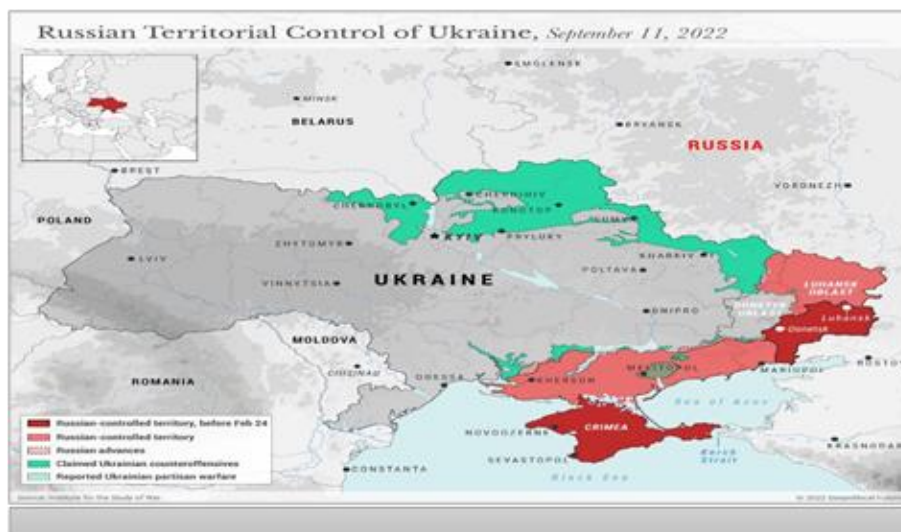 Russian Territorial Control of Ukraine, September 11, 2022
SMOLENSK
MINSK
BELARUS
BRYANSK
RUSSIA
BREST
VORONEZH
POLAND
CHERNIHIV
CHERNOBYL
KONOTOP
SUMY
KYIV
PRYLUKY
ZHYTOMYR
LVIV
KHARKIV
UKRAINE
POLTAVA
VINNYTSIA
LUHANSK
OBLAST
DONETSK
OBLAST
DNIPRO
Luhansk
Donetsk
MOLDOVA
CHISINAU
ROSTOV
MARIUPOL
MELITOPOL
ROMANIA
ODESSA
KHERSON
Sea of Azov
Russian-controlled territory, before Feb 24
Russian-controlled territory
Russian advances
Claimed Ukrainian counteroffensives
Reported Ukrainian partisan warfare
NOVOOZERNE
CRIMEA
KRASNODAR
SEVASTOPOL
Kerch
Strait
CONSTANTA
Black Sea
Source: Institute for the Study of War
© 2022 Geopolitical Futures